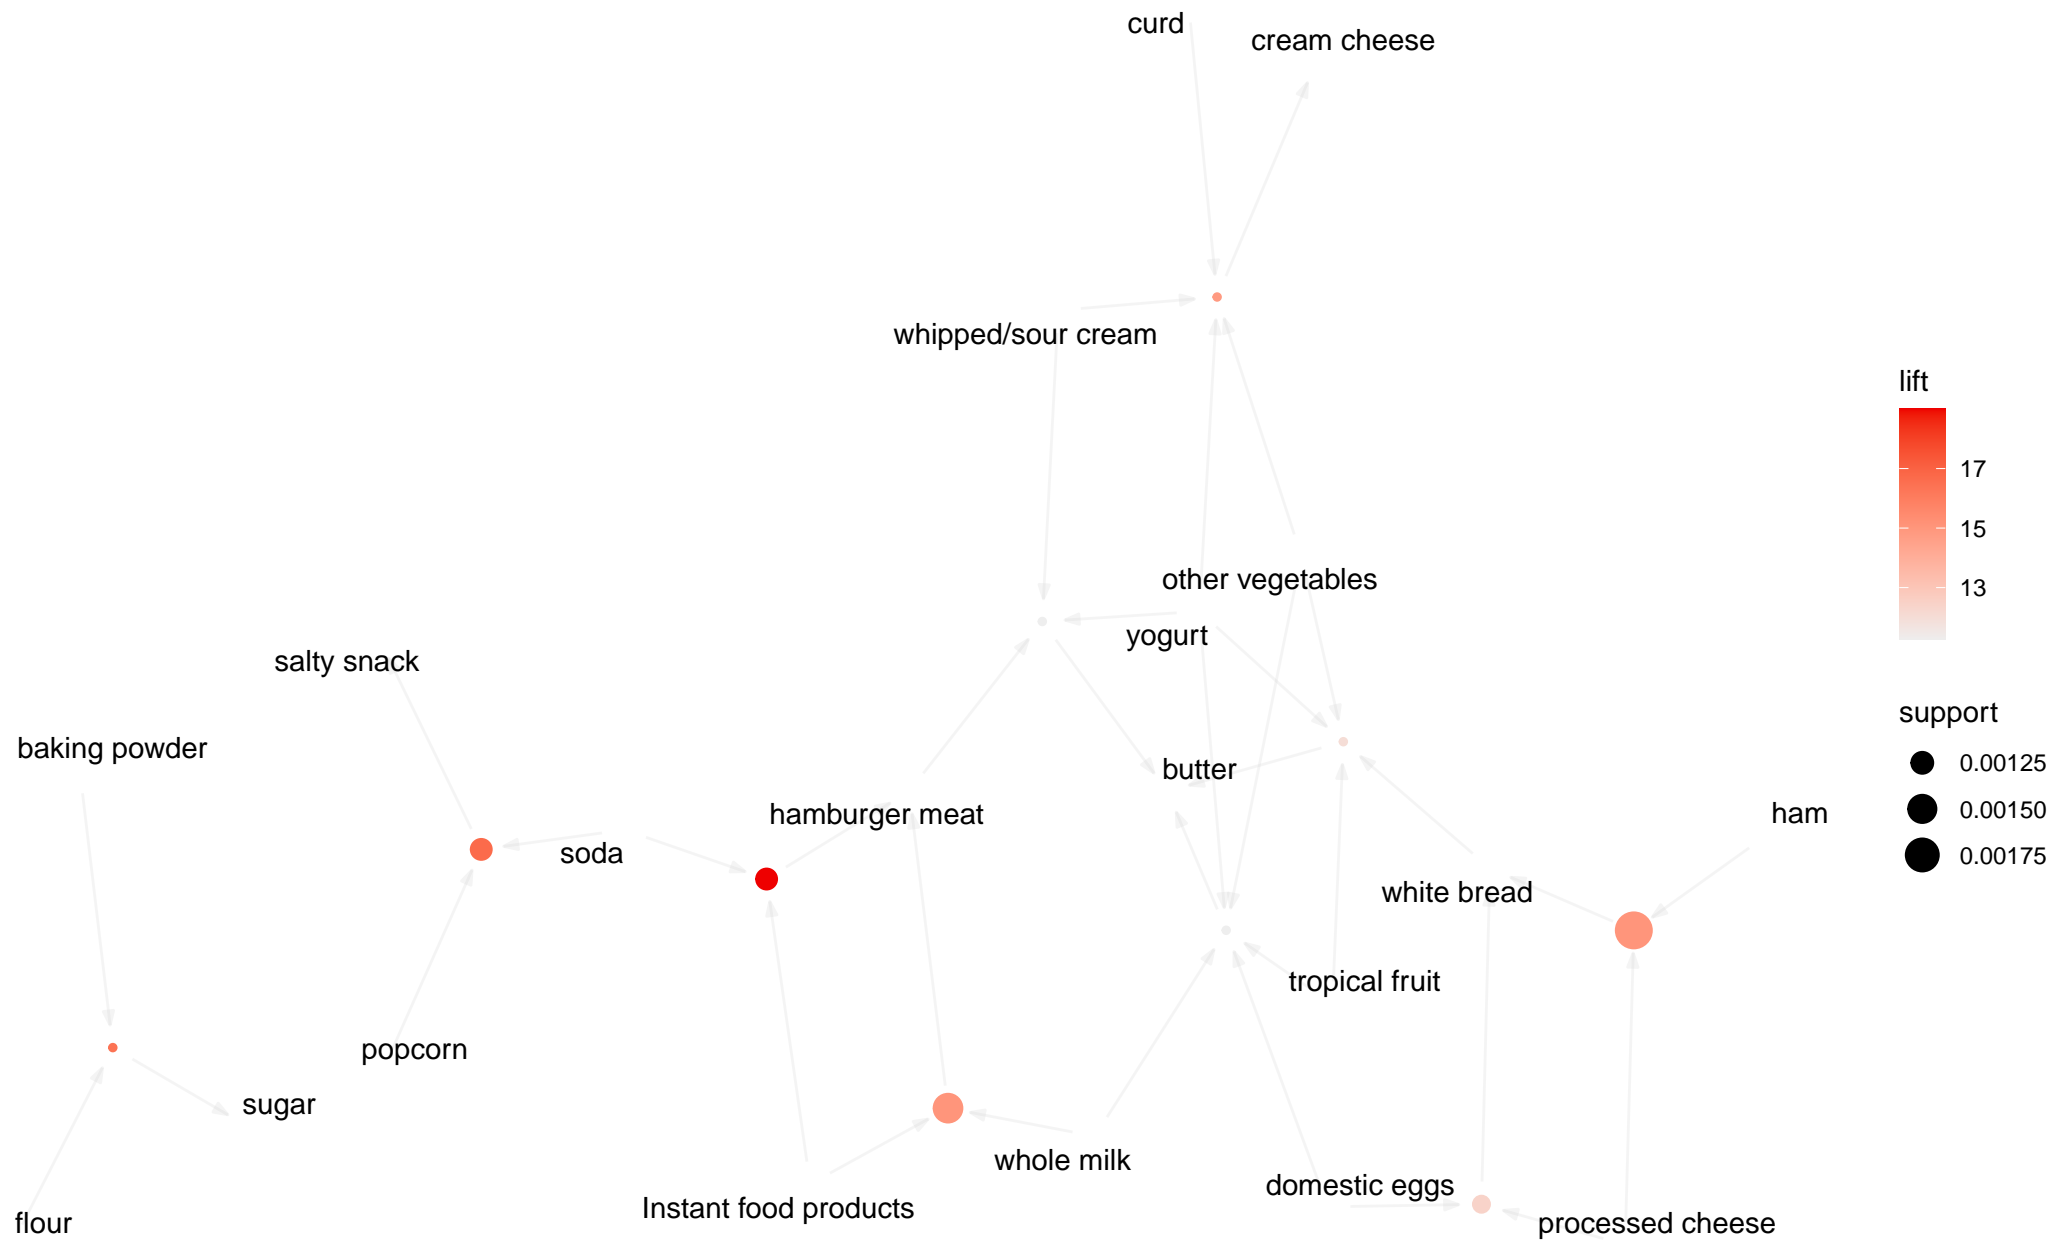 curd
cream cheese
whipped/sour cream
lift
17
15
13
other vegetables
yogurt
salty snack
support
baking powder
0.00125
butter
0.00150
hamburger meat
ham
soda
0.00175
white bread
tropical fruit
popcorn
sugar
whole milk
domestic eggs
Instant food products
flour
processed cheese